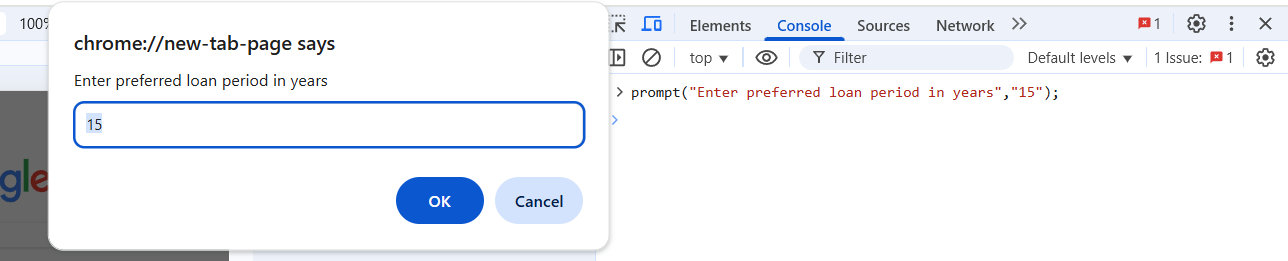 100%
chrome://new-tab-page says
Enter preferred loan period in years
15
OK Cancel
gle
Elements Console Sources Network 1
top Filter Default levels 1 Issue: 1
prompt("Enter preferred loan period in years","15");